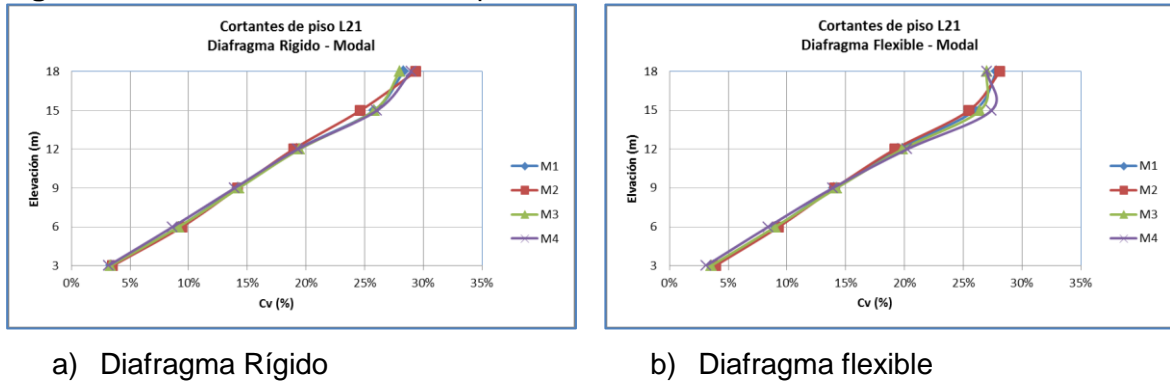 Cortantes de piso L21
Diafragma Rigido - Modal
18
15
12
9
6
3
Elevación (m)
0% 5% 10% 15% 20% 25% 30% 35%
Cv (%)
M1
M2
M3
M4
a) Diafragma Rígido
Cortantes de piso L21
Diafragma Flexible - Modal
18
15
12
9
6
3
Elvación (m)
0% 5% 10% 15% 20% 25% 30% 35%
Cv (%)
M1
M2
M3
M4
b) Diafragma flexible